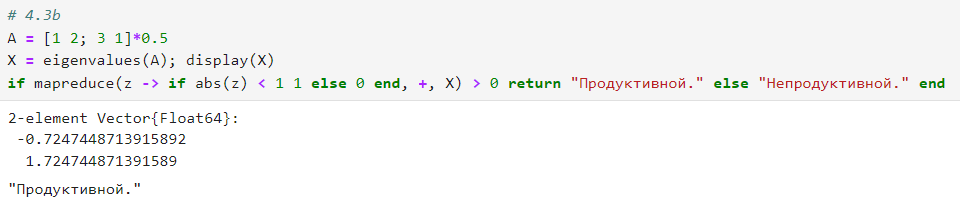 # 4.3b
A = [1 2; 3 1]*0.5
X = eigenvalues(A); display(X)
if mapreduce(z -> if abs(z) < 1 1 else 0 end, +, X) > 0 return "Продуктивной." else "Непродуктивной." end
2-element Vector{Float64}:
 -0.7247448713915892
  1.724744871391589
"Продуктивной."